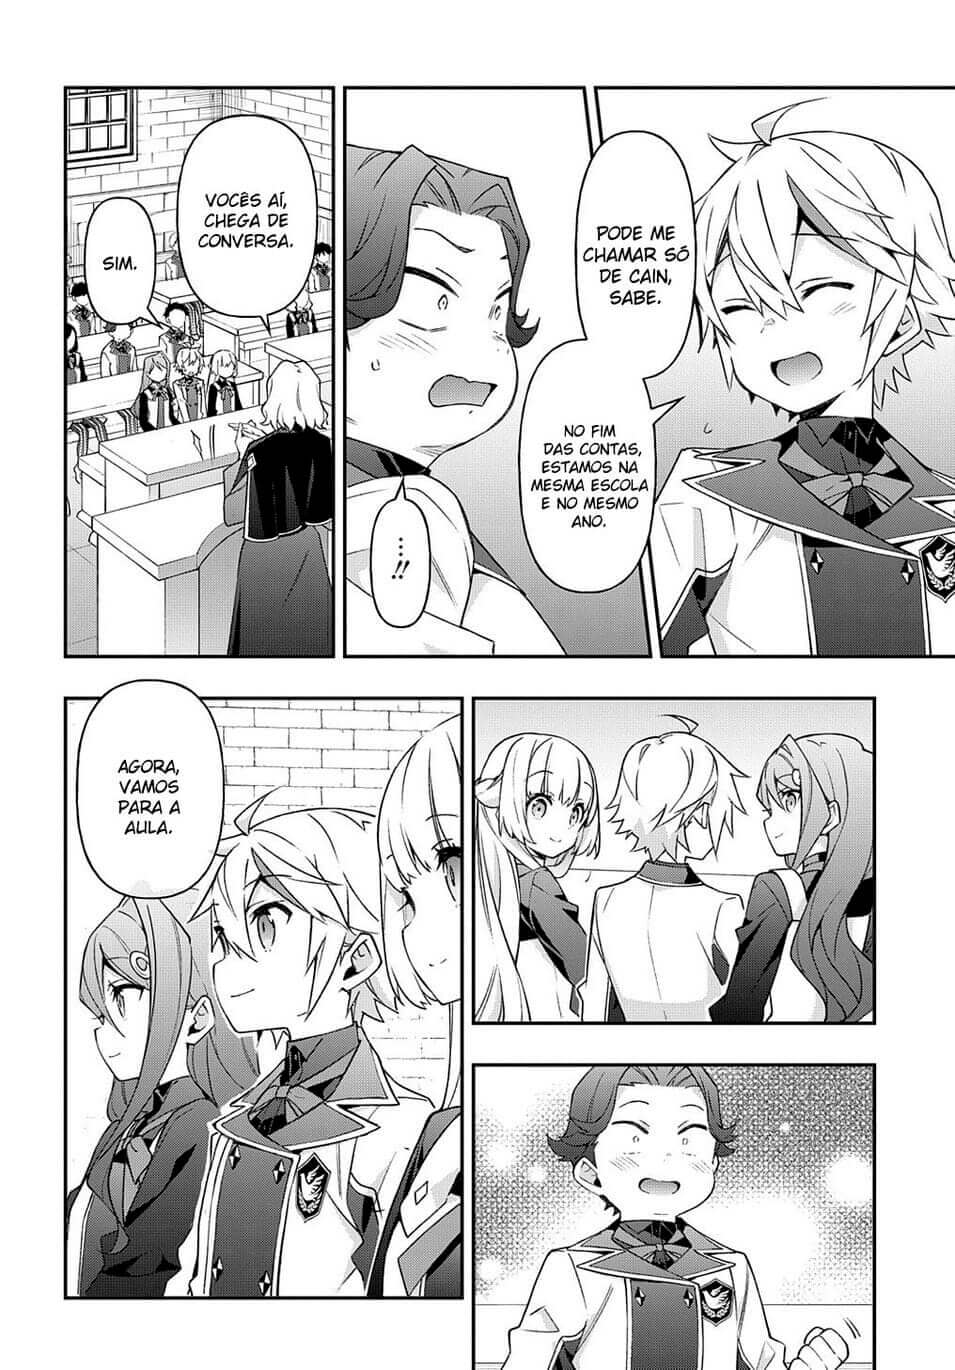 PODE ME
CHAMAR SÓ
DE CAIN,
SABE.
NO FIM
DAS CONTAS,
ESTAMOS NA
MESMA ESCOLA
E NO MESMO
ANO.
...!!
VOCÊS AÍ,
CHEGA DE
CONVERSA.
SIM.
AGORA,
VAMOS
PARA A
AULA.